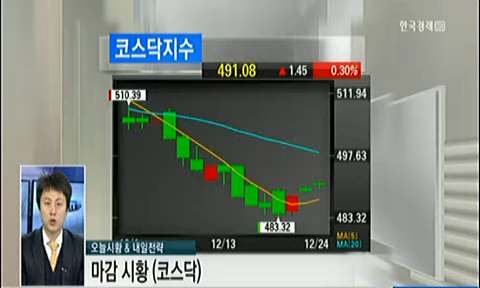 한국경제
코스닥지수
491.08 ▲ 1.45 0.30%
510.39
511.94
497.63
483.32
483.32
12/13
12/24
MA(5)
MA(20)
오늘시황 & 내일전략
마감 시황 (코스닥)